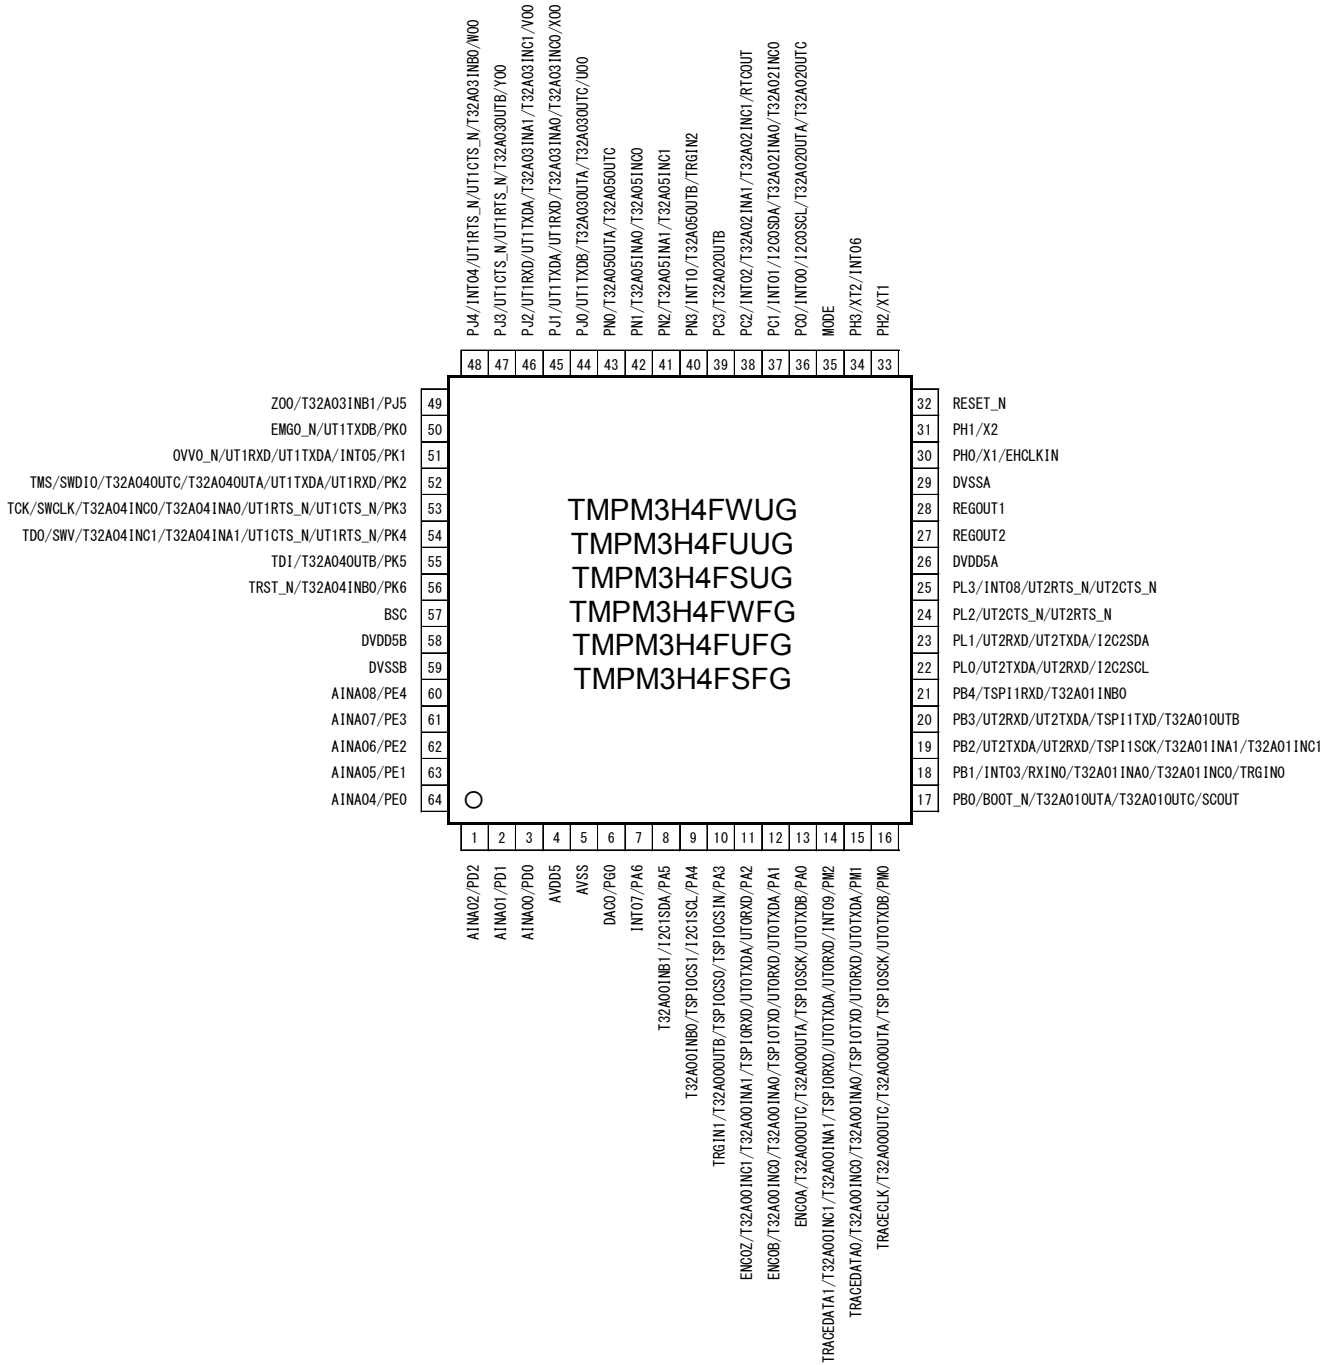 PJ4/INT04/UT1RTS_N/UT1CTS_N/T32A03INB0/WO0
PJ3/UT1CTS_N/UT1RTS_N/T32A03OUTB/YO0
PJ2/UT1RXD/UT1TXDA/T32A03INA1/T32A03INC1/VO0
PJ1/UT1TXDA/UT1RXD/T32A03INA0/T32A03INC0/XO0
PJ0/UT1TXDB/T32A03OUTA/T32A03OUTC/UO0
PN0/T32A05OUTA/T32A05OUTC
PN1/T32A05INA0/T32A05INC0
PN2/T32A05INA1/T32A05INC1
PN3/INT10/T32A05OUTB/TRGIN2
PC3/T32A02OUTB
PC2/INT02/T32A02INA1/T32A02INC1/RTCOUT
PC1/INT01/I2C0SDA/T32A02INA0/T32A02INC0
PC0/INT00/I2C0SCL/T32A02OUTA/T32A02OUTC
MODE
PH3/XT2/INT06
PH2/XT1
48 47 46 45 44 43 42 41 40 39 38 37 36 35 34 33
ZO0/T32A03INB1/PJ5 49
EMG0_N/UT1TXDB/PK0 50
OVV0_N/UT1RXD/UT1TXDA/INT05/PK1 51
TMS/SWDIO/T32A04OUTC/T32A04OUTA/UT1TXDA/UT1RXD/PK2 52
TCK/SWCLK/T32A04INC0/T32A04INA0/UT1RTS_N/UT1CTS_N/PK3 53
TDO/SWV/T32A04INC1/T32A04INA1/UT1CTS_N/UT1RTS_N/PK4 54
TDI/T32A04OUTB/PK5 55
TRST_N/T32A04INB0/PK6 56
BSC 57
DVDD5B 58
DVSSB 59
AINA08/PE4 60
AINA07/PE3 61
AINA06/PE2 62
AINA05/PE1 63
AINA04/PE0 64
TMPM3H4FWUG
TMPM3H4FUUG
TMPM3H4FSUG
TMPM3H4FWFG
TMPM3H4FUFG
TMPM3H4FSFG
32 RESET_N
31 PH1/X2
30 PH0/X1/EHCLKIN
29 DVSSA
28 REGOUT1
27 REGOUT2
26 DVDD5A
25 PL3/INT08/UT2RTS_N/UT2CTS_N
24 PL2/UT2CTS_N/UT2RTS_N
23 PL1/UT2RXD/UT2TXDA/I2C2SDA
22 PL0/UT2TXDA/UT2RXD/I2C2SCL
21 PB4/TSPI1RXD/T32A01INB0
20 PB3/UT2RXD/UT2TXDA/TSPI1TXD/T32A01OUTB
19 PB2/UT2TXDA/UT2RXD/TSPI1SCK/T32A01INA1/T32A01INC1
18 PB1/INT03/RXIN0/T32A01INA0/T32A01INC0/TRGIN0
17 PB0/BOOT_N/T32A01OUTA/T32A01OUTC/SCOUT
1 2 3 4 5 6 7 8 9 10 11 12 13 14 15 16
AINA02/PD2
AINA01/PD1
AINA00/PD0
AVDD5
AVSS
DAC0/PG0
INT07/PA6
T32A00INB1/I2C1SDA/PA5
T32A00INB0/TSPI0CS1/I2C1SCL/PA4
TRGIN1/T32A00OUTB/TSPI0CS0/TSPI0CSIN/PA3
ENC0Z/T32A00INC1/T32A00INA1/TSPI0RXD/UT0TXDA/UT0RXD/PA2
ENC0B/T32A00INC0/T32A00INA0/TSPI0TXD/UT0RXD/UT0TXDA/PA1
ENC0A/T32A00OUTC/T32A00OUTA/TSPI0SCK/UT0TXDB/PA0
TRACEDATA1/T32A00INC1/T32A00INA1/TSPI0RXD/UT0TXDA/UT0RXD/INT09/PM2
TRACEDATA0/T32A00INC0/T32A00INA0/TSPI0TXD/UT0RXD/UT0TXDA/PM1
TRACECLK/T32A00OUTC/T32A00OUTA/TSPI0SCK/UT0TXDB/PM0